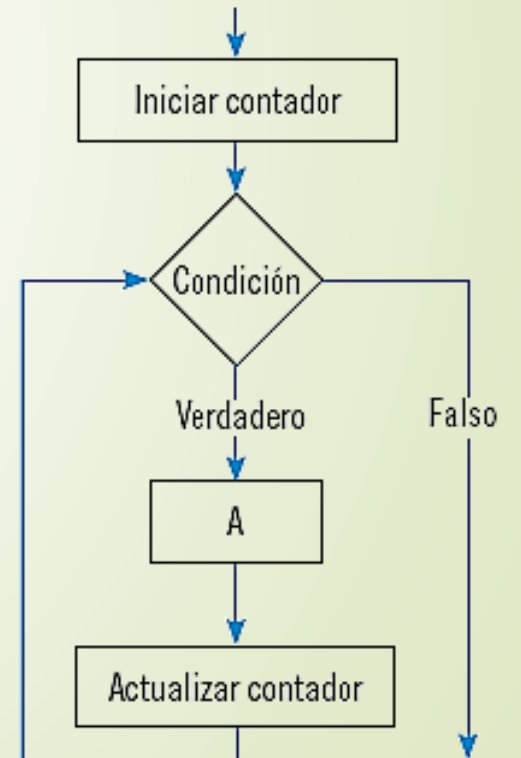 Iniciar contador
Condición
Verdadero
Falso
A
Actualizar contador